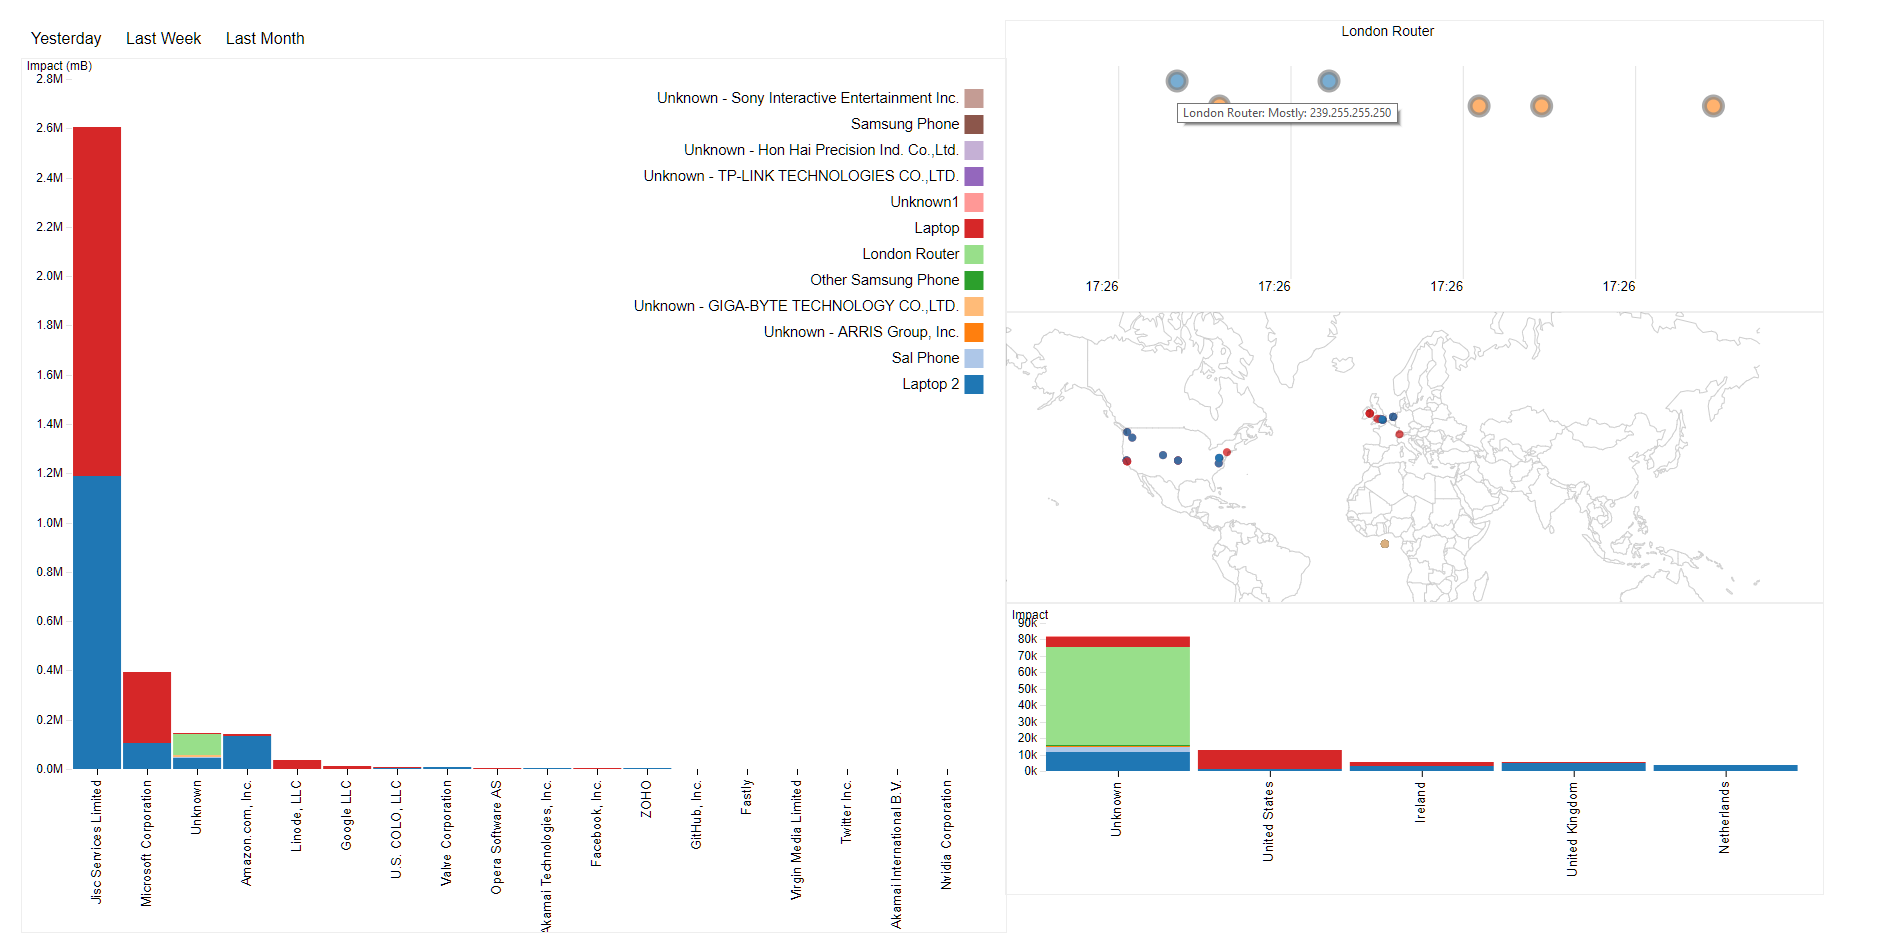 Yesterday Last Week Last Month
Impact (mB)
2.8M
2.6M
2.4M
2.2M
2.0M
1.8M
1.6M
1.4M
1.2M
1.0M
0.8M
0.6M
0.4M
0.2M
0.0M
Unknown - Sony Interactive Entertainment Inc.
Samsung Phone
Unknown - Hon Hai Precision Ind. Co.,Ltd.
Unknown - TP-LINK TECHNOLOGIES CO.,LTD.
Unknown1
Laptop
London Router
Other Samsung Phone
Unknown - GIGA-BYTE TECHNOLOGY CO.,LTD.
Unknown - ARRIS Group, Inc.
Sal Phone
Laptop 2
Jisc Services Limited
Microsoft Corporation
Unknown
Amazon.com, Inc.
Linode, LLC
Google LLC
U.S. COLO, LLC
Valve Corporation
Opera Software AS
Akamai Technologies, Inc.
Facebook, Inc.
ZOHO
GitHub, Inc.
Fastly
Virgin Media Limited
Twitter Inc.
Akamai International B.V.
Nvidia Corporation
London Router
London Router: Mostly: 239.255.255.250
17:26 17:26 17:26 17:26
Impact
90k
80k
70k
60k
50k
40k
30k
20k
10k
0k
Unknown
United States
Ireland
United Kingdom
Netherlands